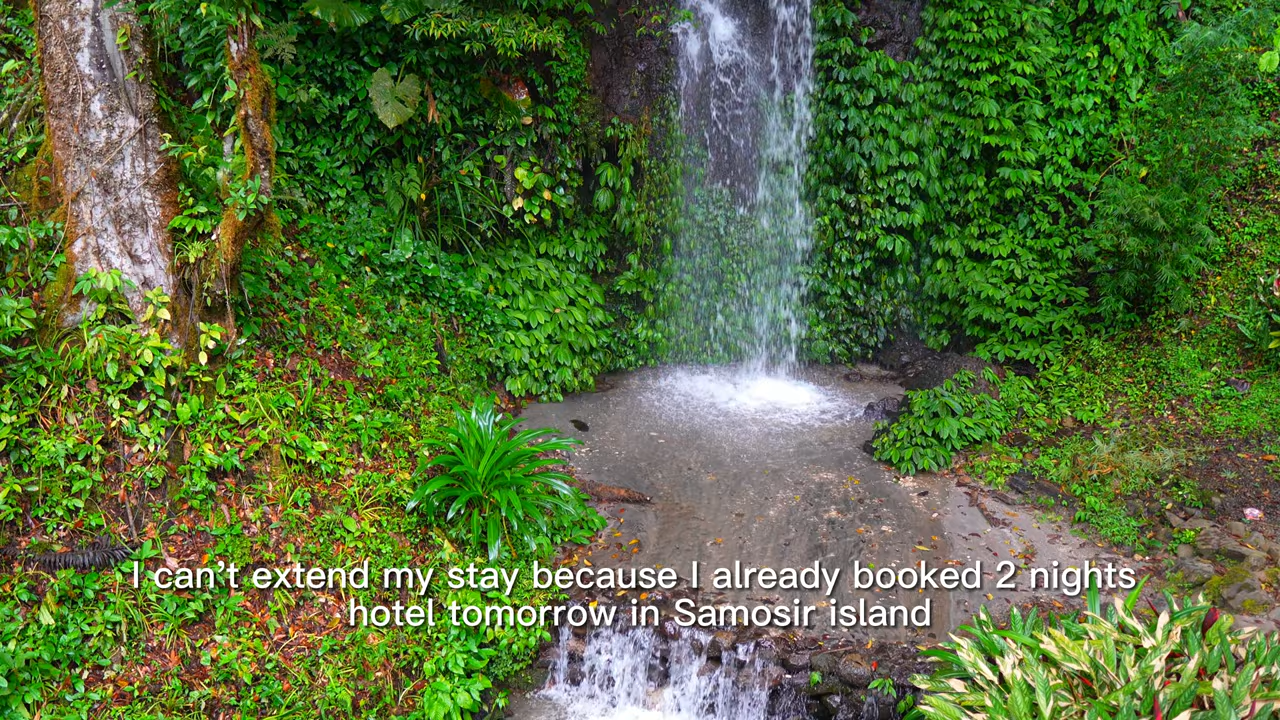 I can't extend my stay because I already booked 2 nights
hotel tomorrow in Samosir island